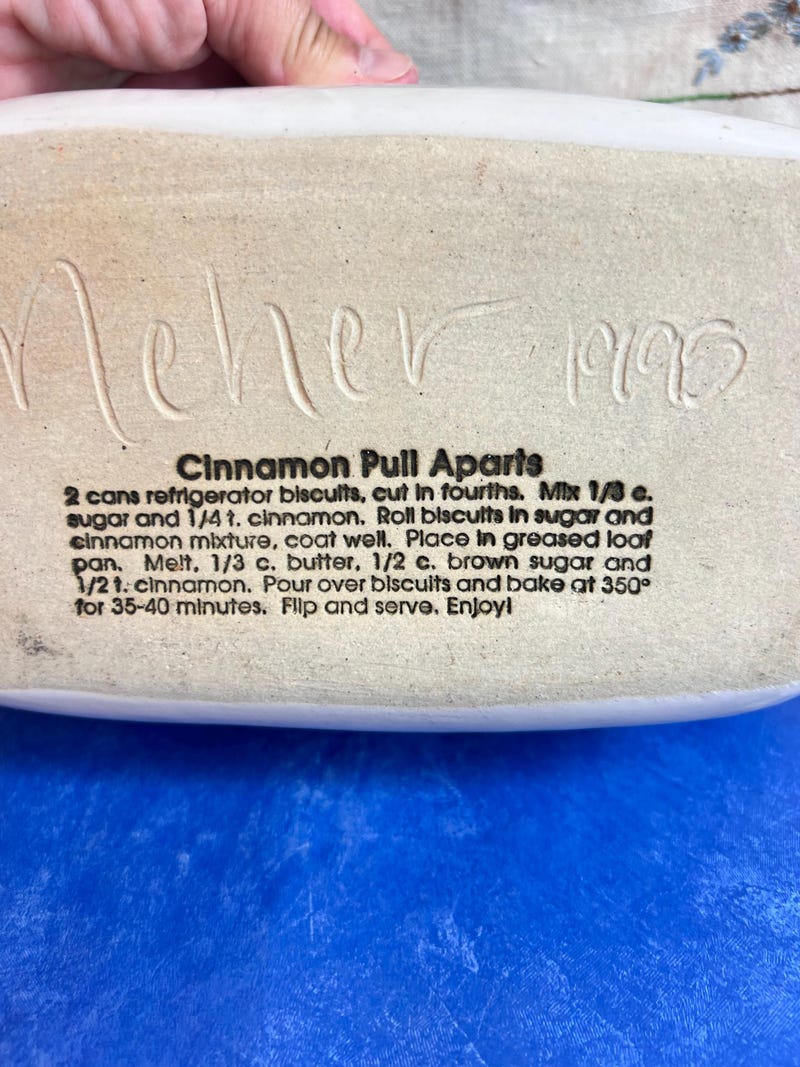 Neher 1995
Cinnamon Pull Aparts
2 cans refrigerator biscuits, cut in fourths. Mix 1/3 c.
sugar and 1/4 t. cinnamon. Roll biscuits in sugar and
cinnamon mixture, coat well. Place in greased loaf
pan. Melt, 1/3 c. butter, 1/2 c. brown sugar and
1/2 t. cinnamon. Pour over biscuits and bake at 350°
for 35-40 minutes. Flip and serve. Enjoy!